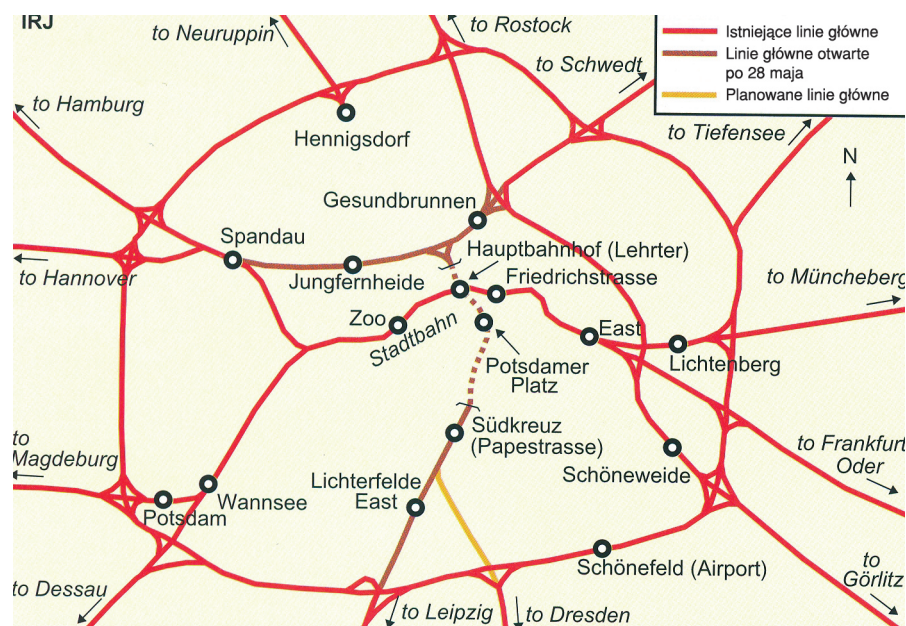 IRJ
to Neuruppin
to Rostock
to Schwedt
Istniejące linie główne
Linie główne otwarte
po 28 maja
Planowane linie główne
to Hamburg
Hennigsdorf
to Tiefensee
N
Gesundbrunnen
Spandau
Hauptbahnhof (Lehrter)
to Hannover
Jungfernheide
Friedrichstrasse
to Müncheberg
Zoo
Stadtbahn
East
Lichtenberg
Potsdamer
Platz
to
Magdeburg
Südkreuz
(Papestrasse)
to Frankfurt
Oder
Schöneweide
Lichterfelde
East
Wannsee
Potsdam
Schönefeld (Airport)
to
Görlitz
to Dessau
to Leipzig
to Dresden